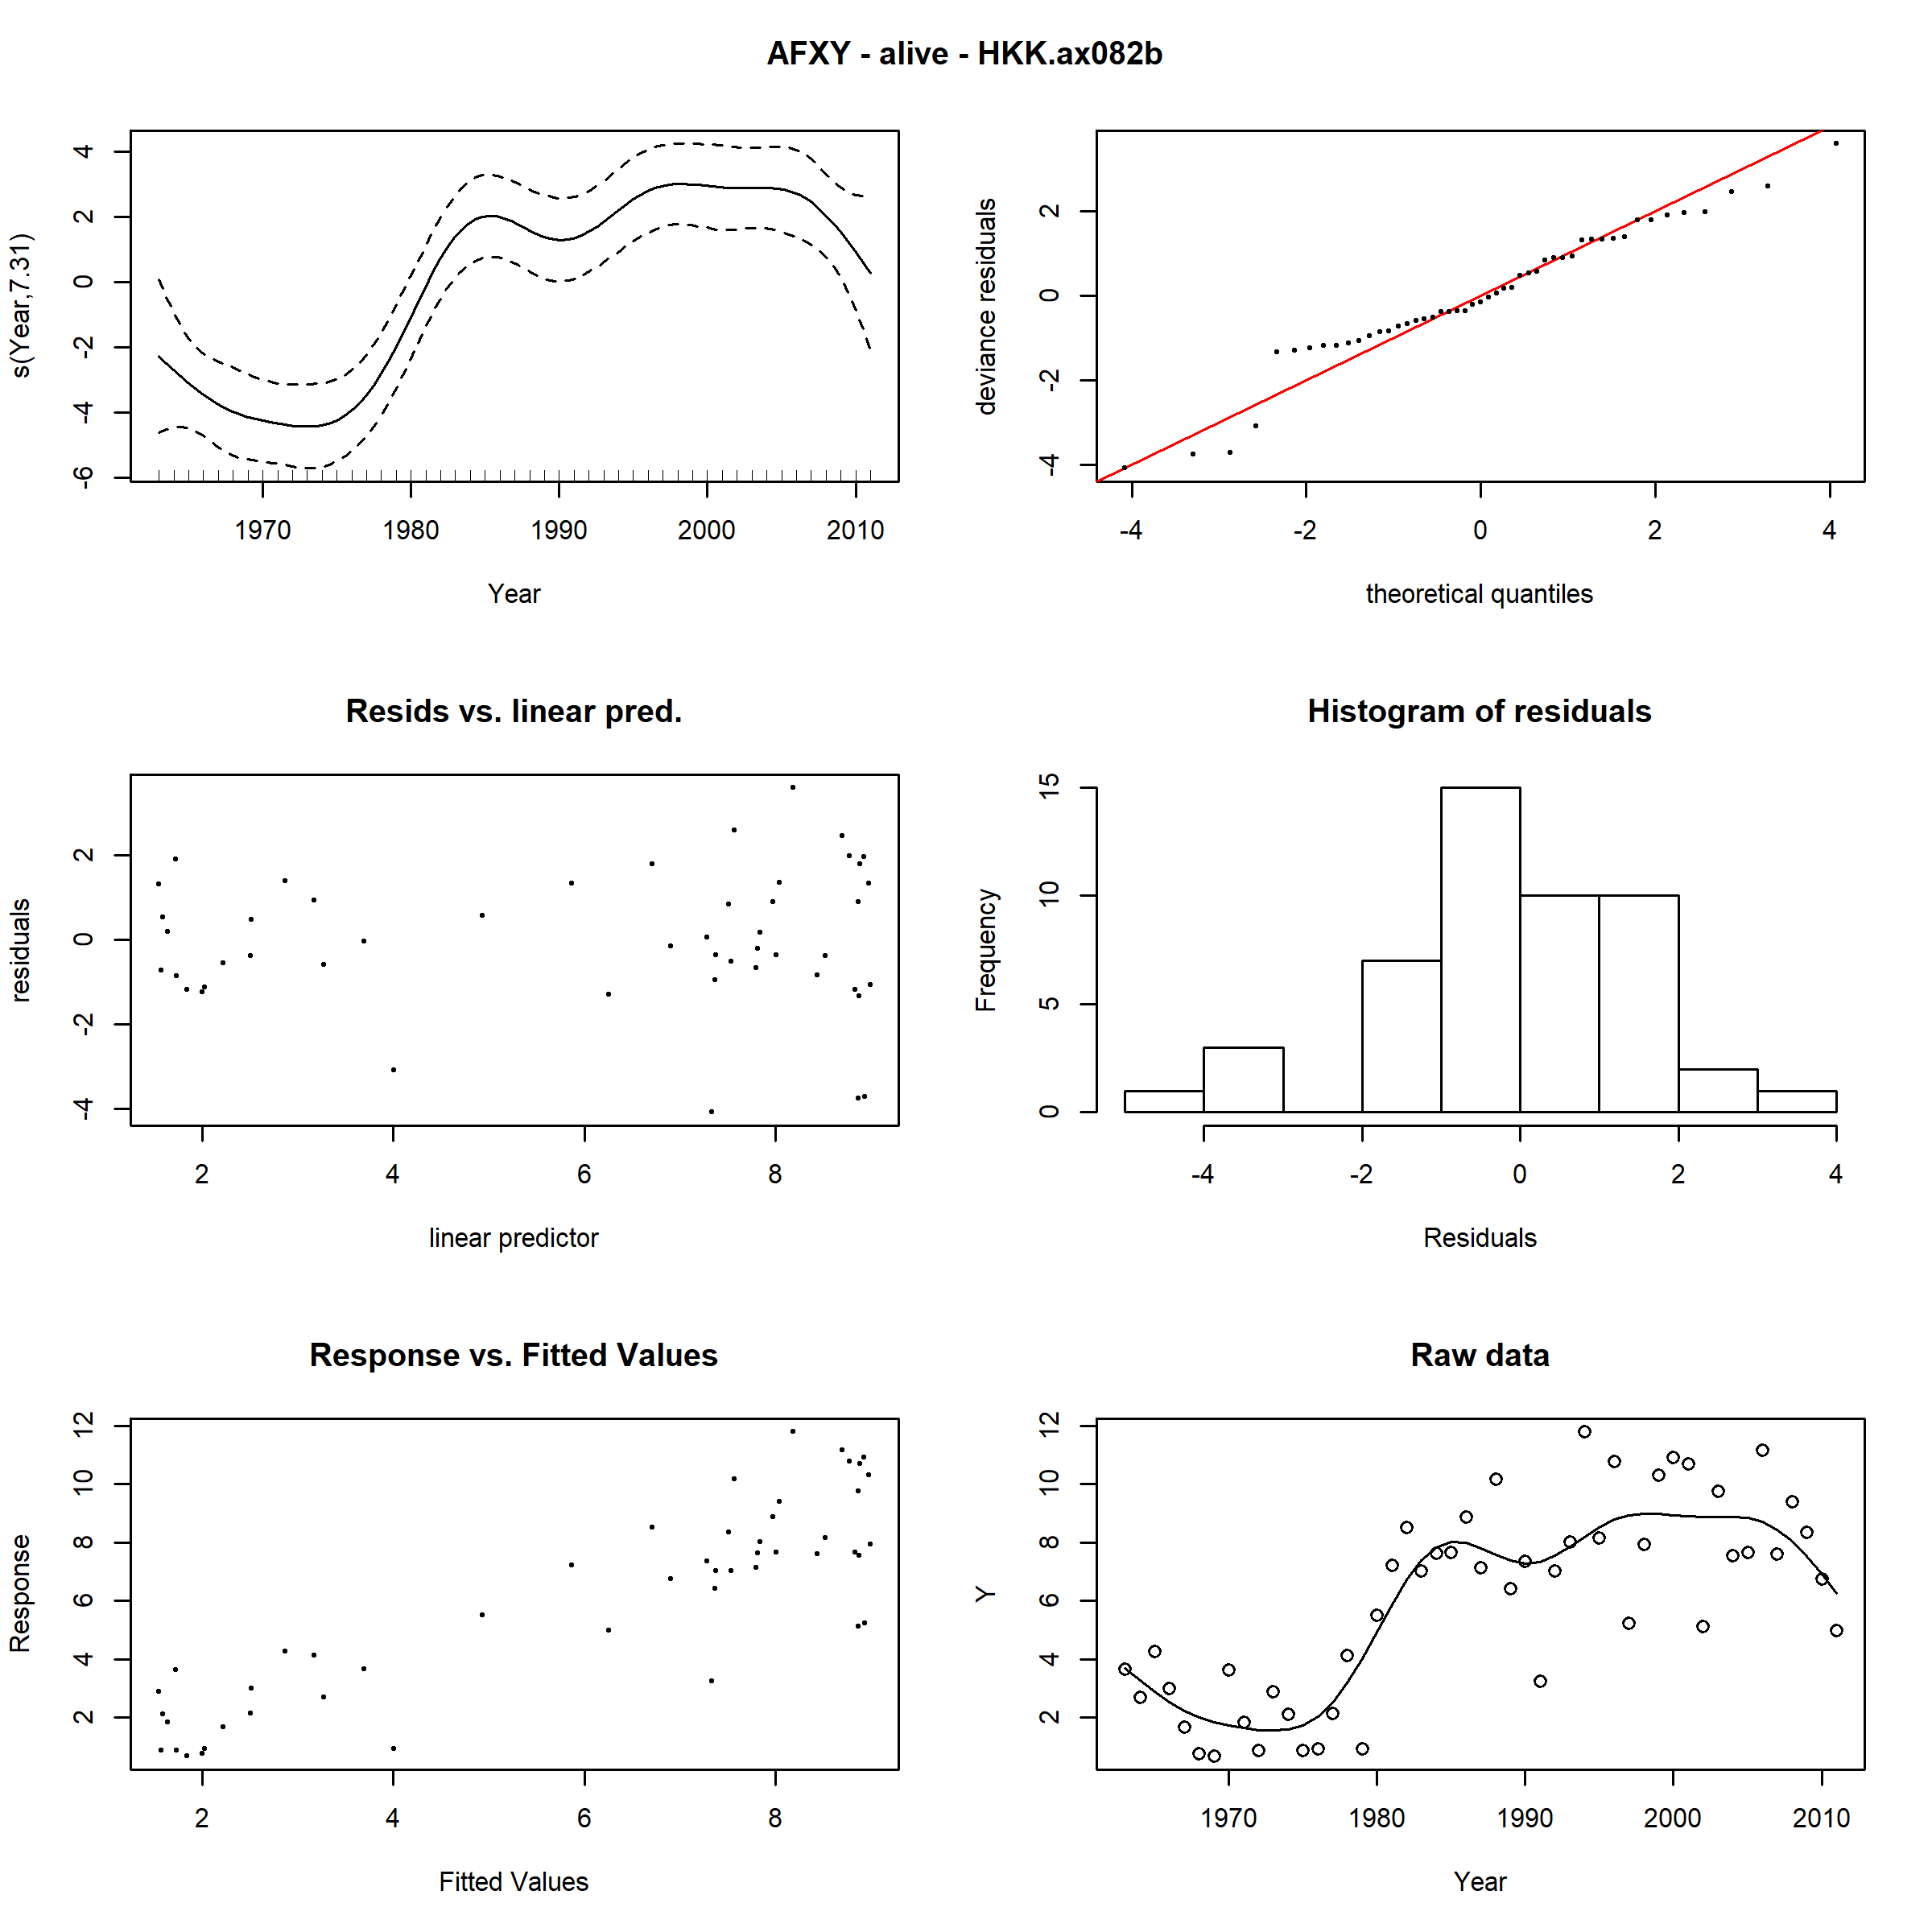 AFXY - alive - HKK.ax082b
s(Year,7.31)
4
2
0
-2
-4
-6
1970 1980 1990 2000 2010
Year
deviance residuals
2
0
-2
-4
-4 -2 0 2 4
theoretical quantiles
Resids vs. linear pred.
residuals
2
0
-2
-4
2 4 6 8
linear predictor
Histogram of residuals
Frequency
15
10
5
0
-4 -2 0 2 4
Residuals
Response vs. Fitted Values
Response
12
10
8
6
4
2
2 4 6 8
Fitted Values
Raw data
Y
12
10
8
6
4
2
1970 1980 1990 2000 2010
Year